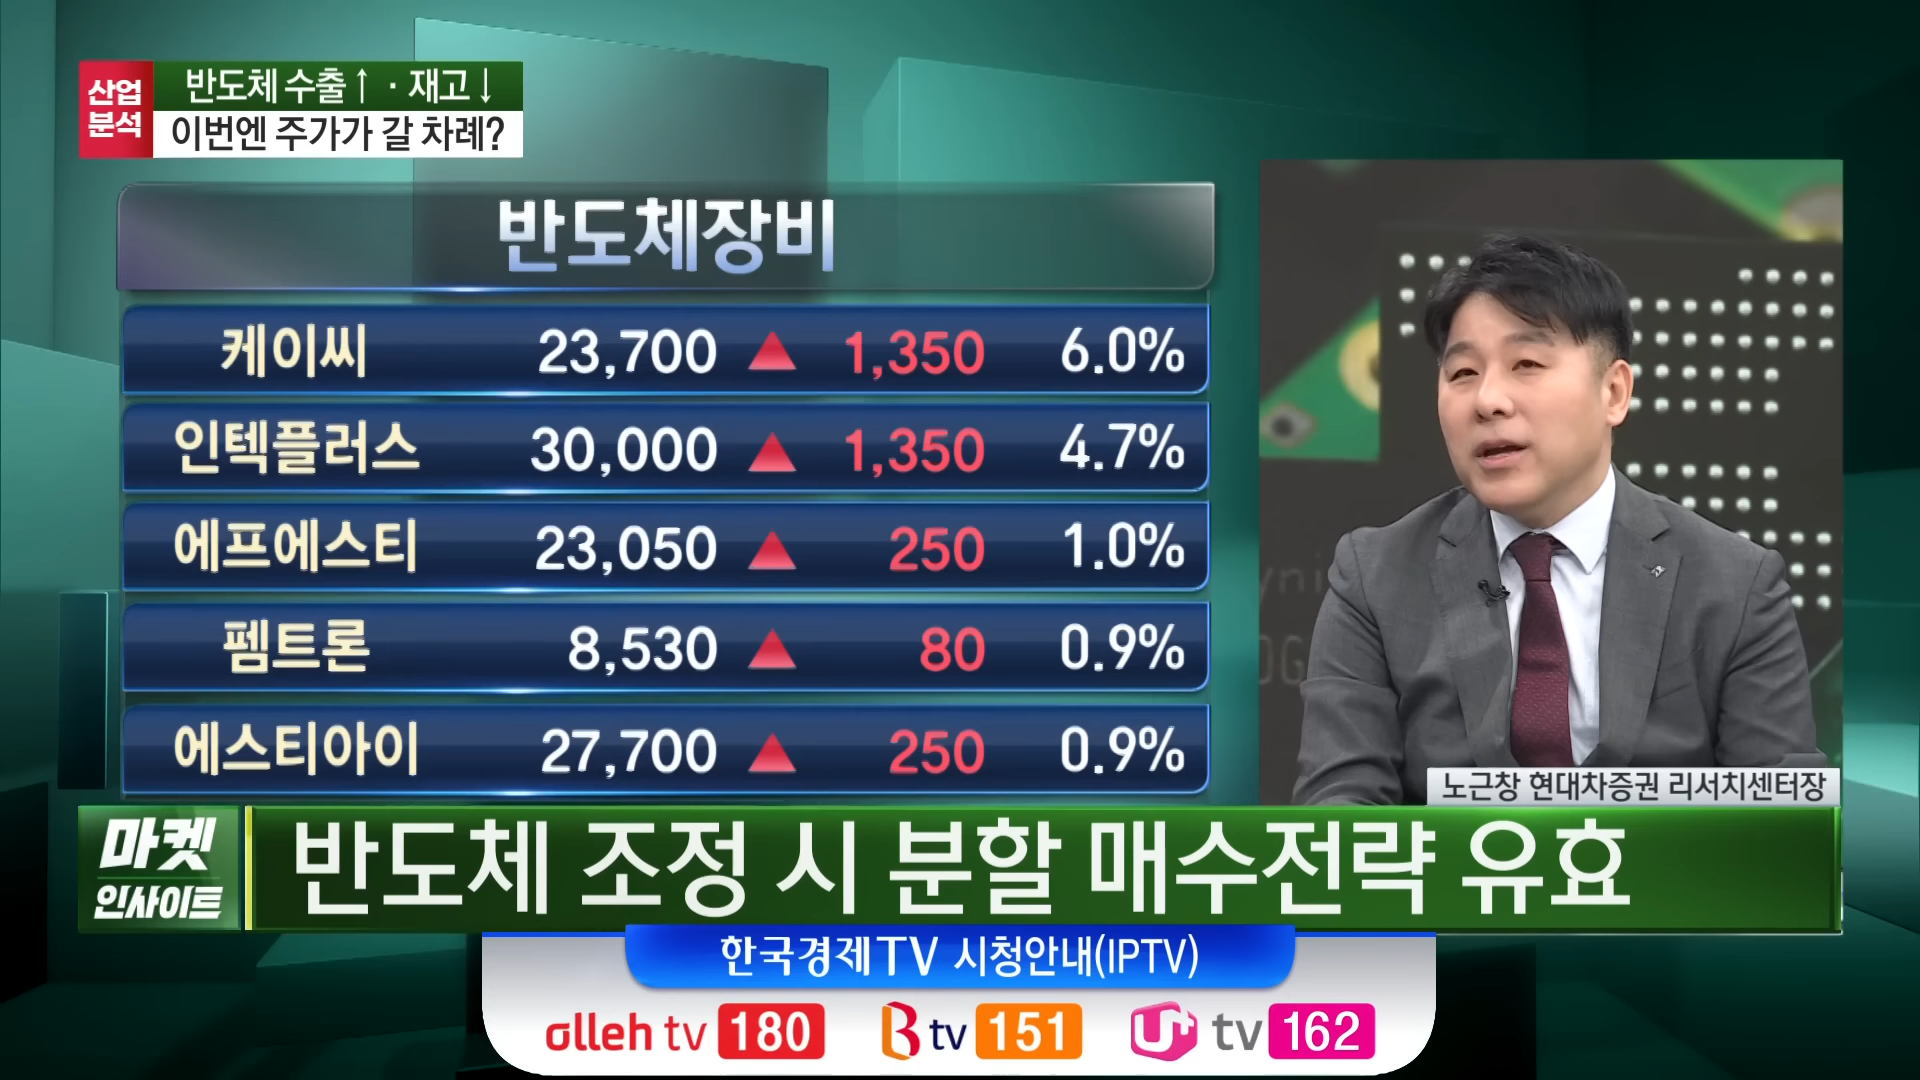 산업
분석
반도체 수출↑ · 재고↓
이번엔 주가가 갈 차례?
반도체장비
케이씨 23,700 ▲ 1,350 6.0%
인텍플러스 30,000 ▲ 1,350 4.7%
에프에스티 23,050 ▲ 250 1.0%
펨트론 8,530 ▲ 80 0.9%
에스티아이 27,700 ▲ 250 0.9%
노근창 현대차증권 리서치센터장
마켓
인사이트
반도체 조정 시 분할 매수전략 유효
한국경제TV 시청안내(IPTV)
olleh tv 180 B tv 151 U+ tv 162